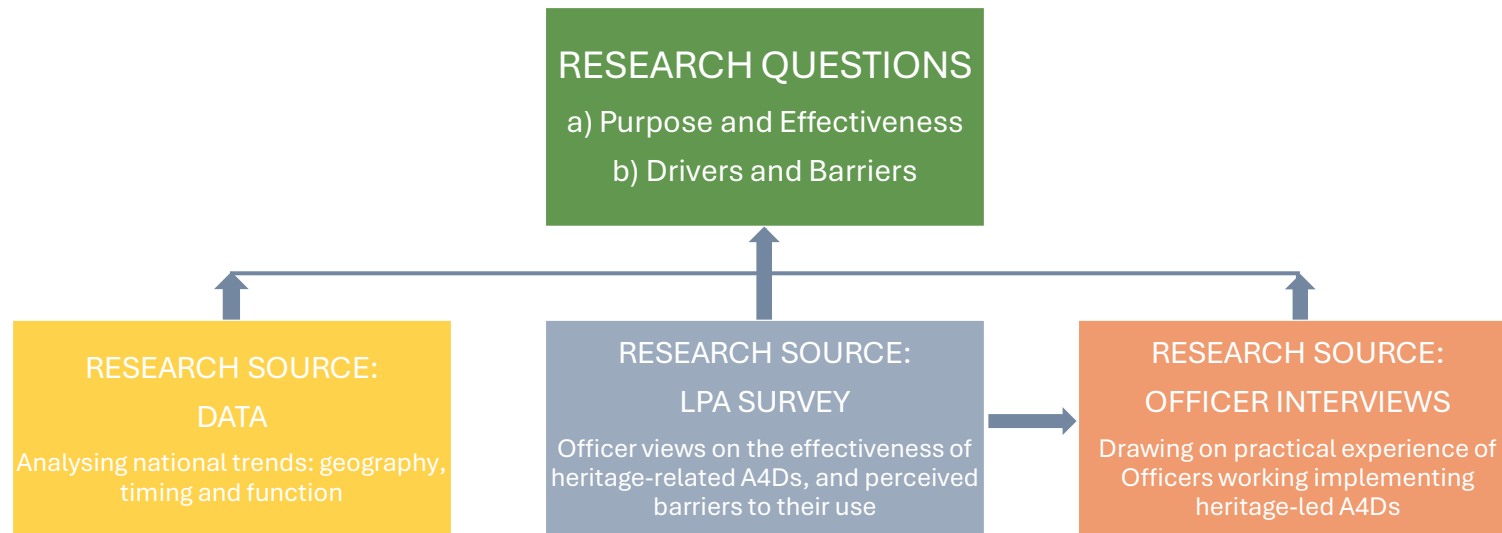 RESEARCH QUESTIONS
a) Purpose and Effectiveness
b) Drivers and Barriers
RESEARCH SOURCE:
DATA
Analysing national trends: geography,
timing and function
RESEARCH SOURCE:
LPA SURVEY
Officer views on the effectiveness of
heritage-related A4Ds, and perceived
barriers to their use
RESEARCH SOURCE:
OFFICER INTERVIEWS
Drawing on practical experience of
Officers working implementing
heritage-led A4Ds